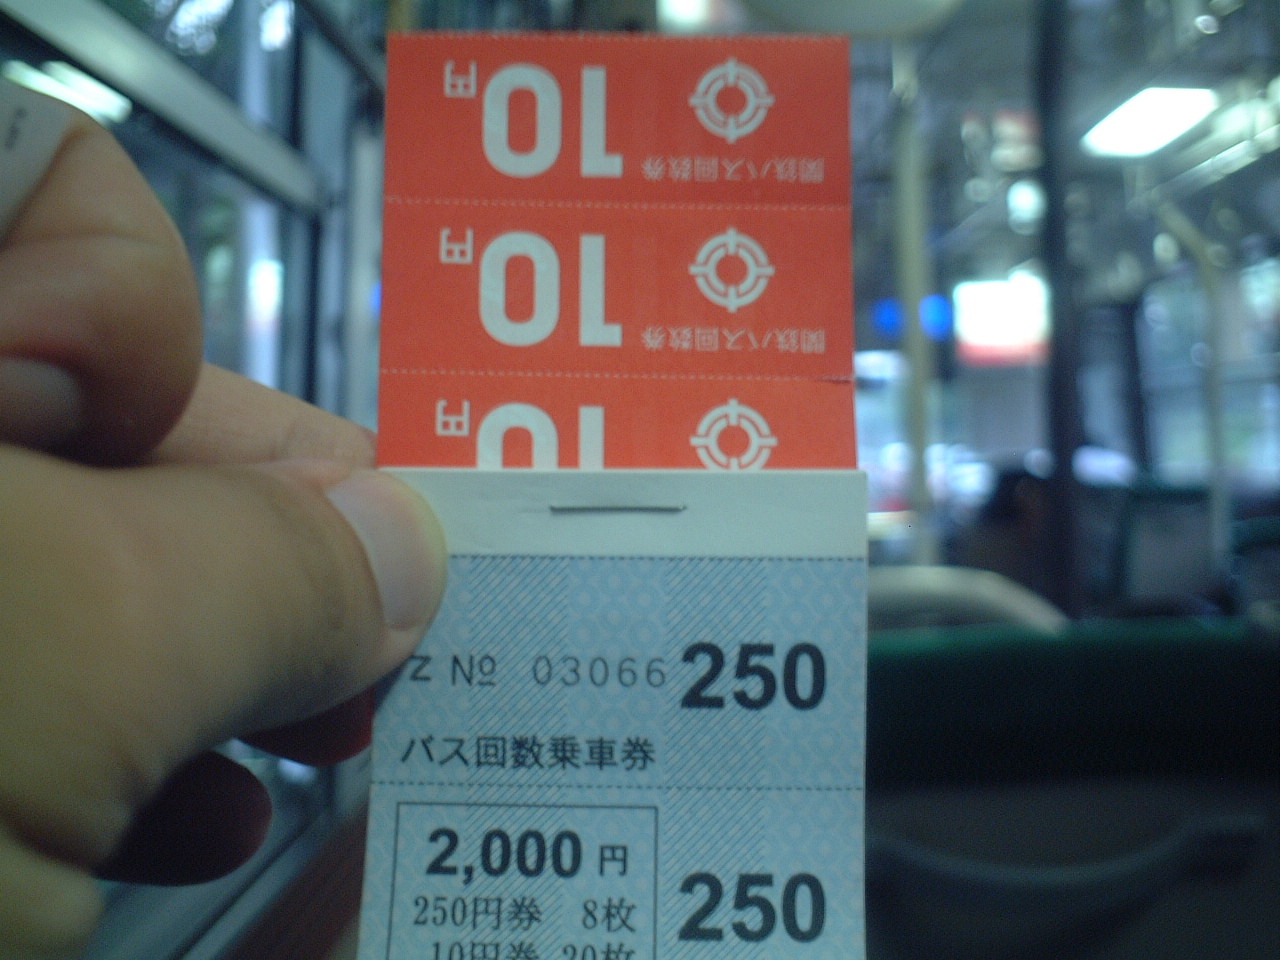 10円
関鉄バス回数券
10円
関鉄バス回数券
10円
Z № 03066 250
バス回数乗車券
2,000円
250円券 8枚
250
10円券 20枚